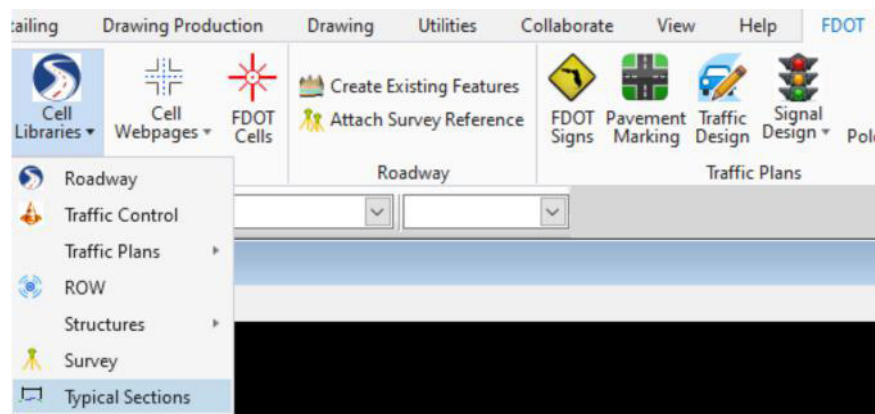 tailing Drawing Production Drawing Utilities Collaborate View Help FDOT
Cell Libraries
Cell Webpages
FDOT Cells
Create Existing Features
Attach Survey Reference
Roadway
FDOT Signs
Pavement Marking
Traffic Design
Signal Design
Pol
Traffic Plans
Roadway
Traffic Control
Traffic Plans
ROW
Structures
Survey
Typical Sections